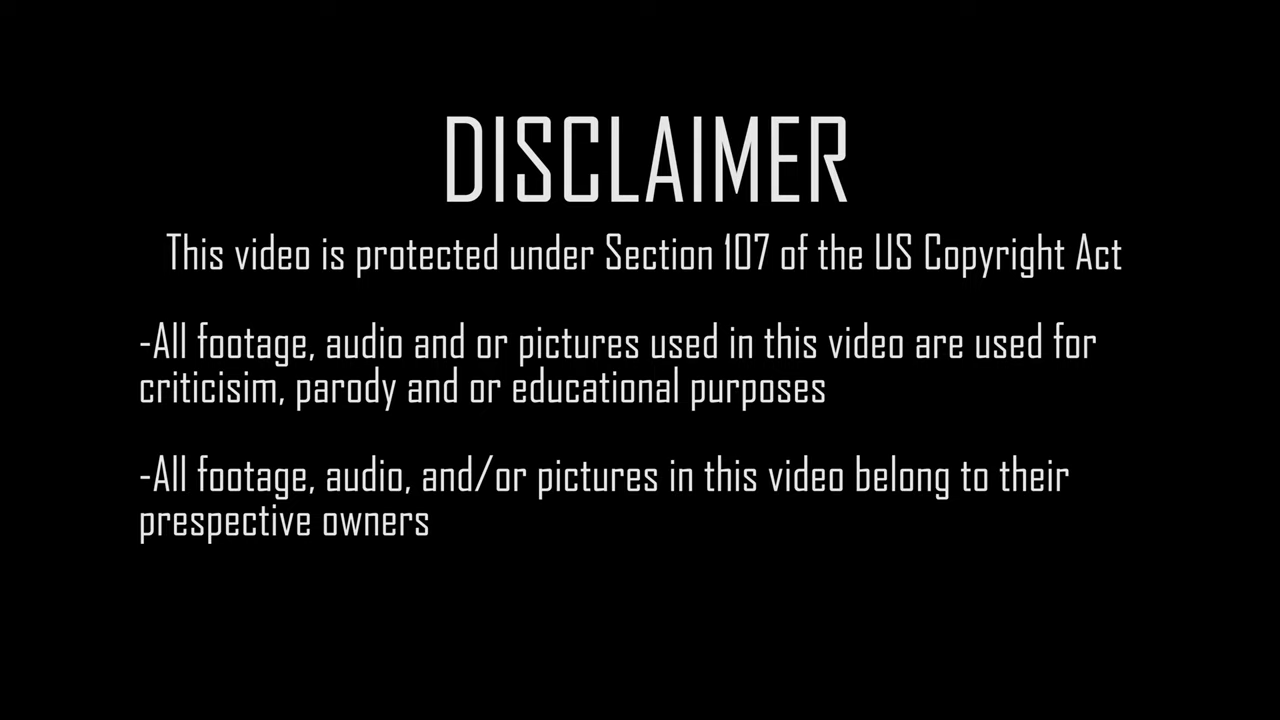 DISCLAIMER
This video is protected under Section 107 of the US Copyright Act
-All footage, audio and or pictures used in this video are used for
criticisim, parody and or educational purposes
-All footage, audio, and/or pictures in this video belong to their
prespective owners